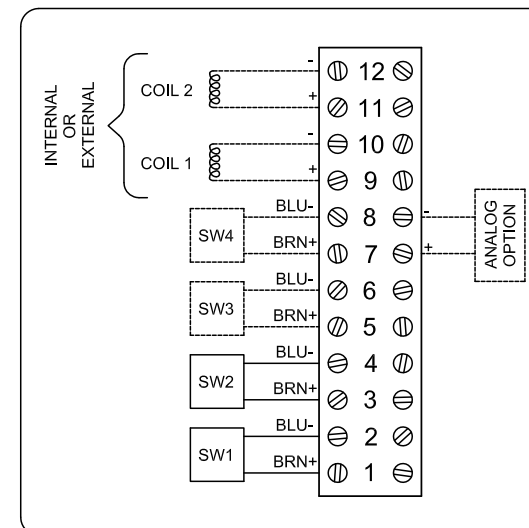 INTERNAL
OR
EXTERNAL
COIL 2
-
+
COIL 1
-
+
SW4
BLU-
BRN+
SW3
BLU-
BRN+
SW2
BLU-
BRN+
SW1
BLU-
BRN+
12
11
10
9
8
7
6
5
4
3
2
1
-
+
ANALOG
OPTION